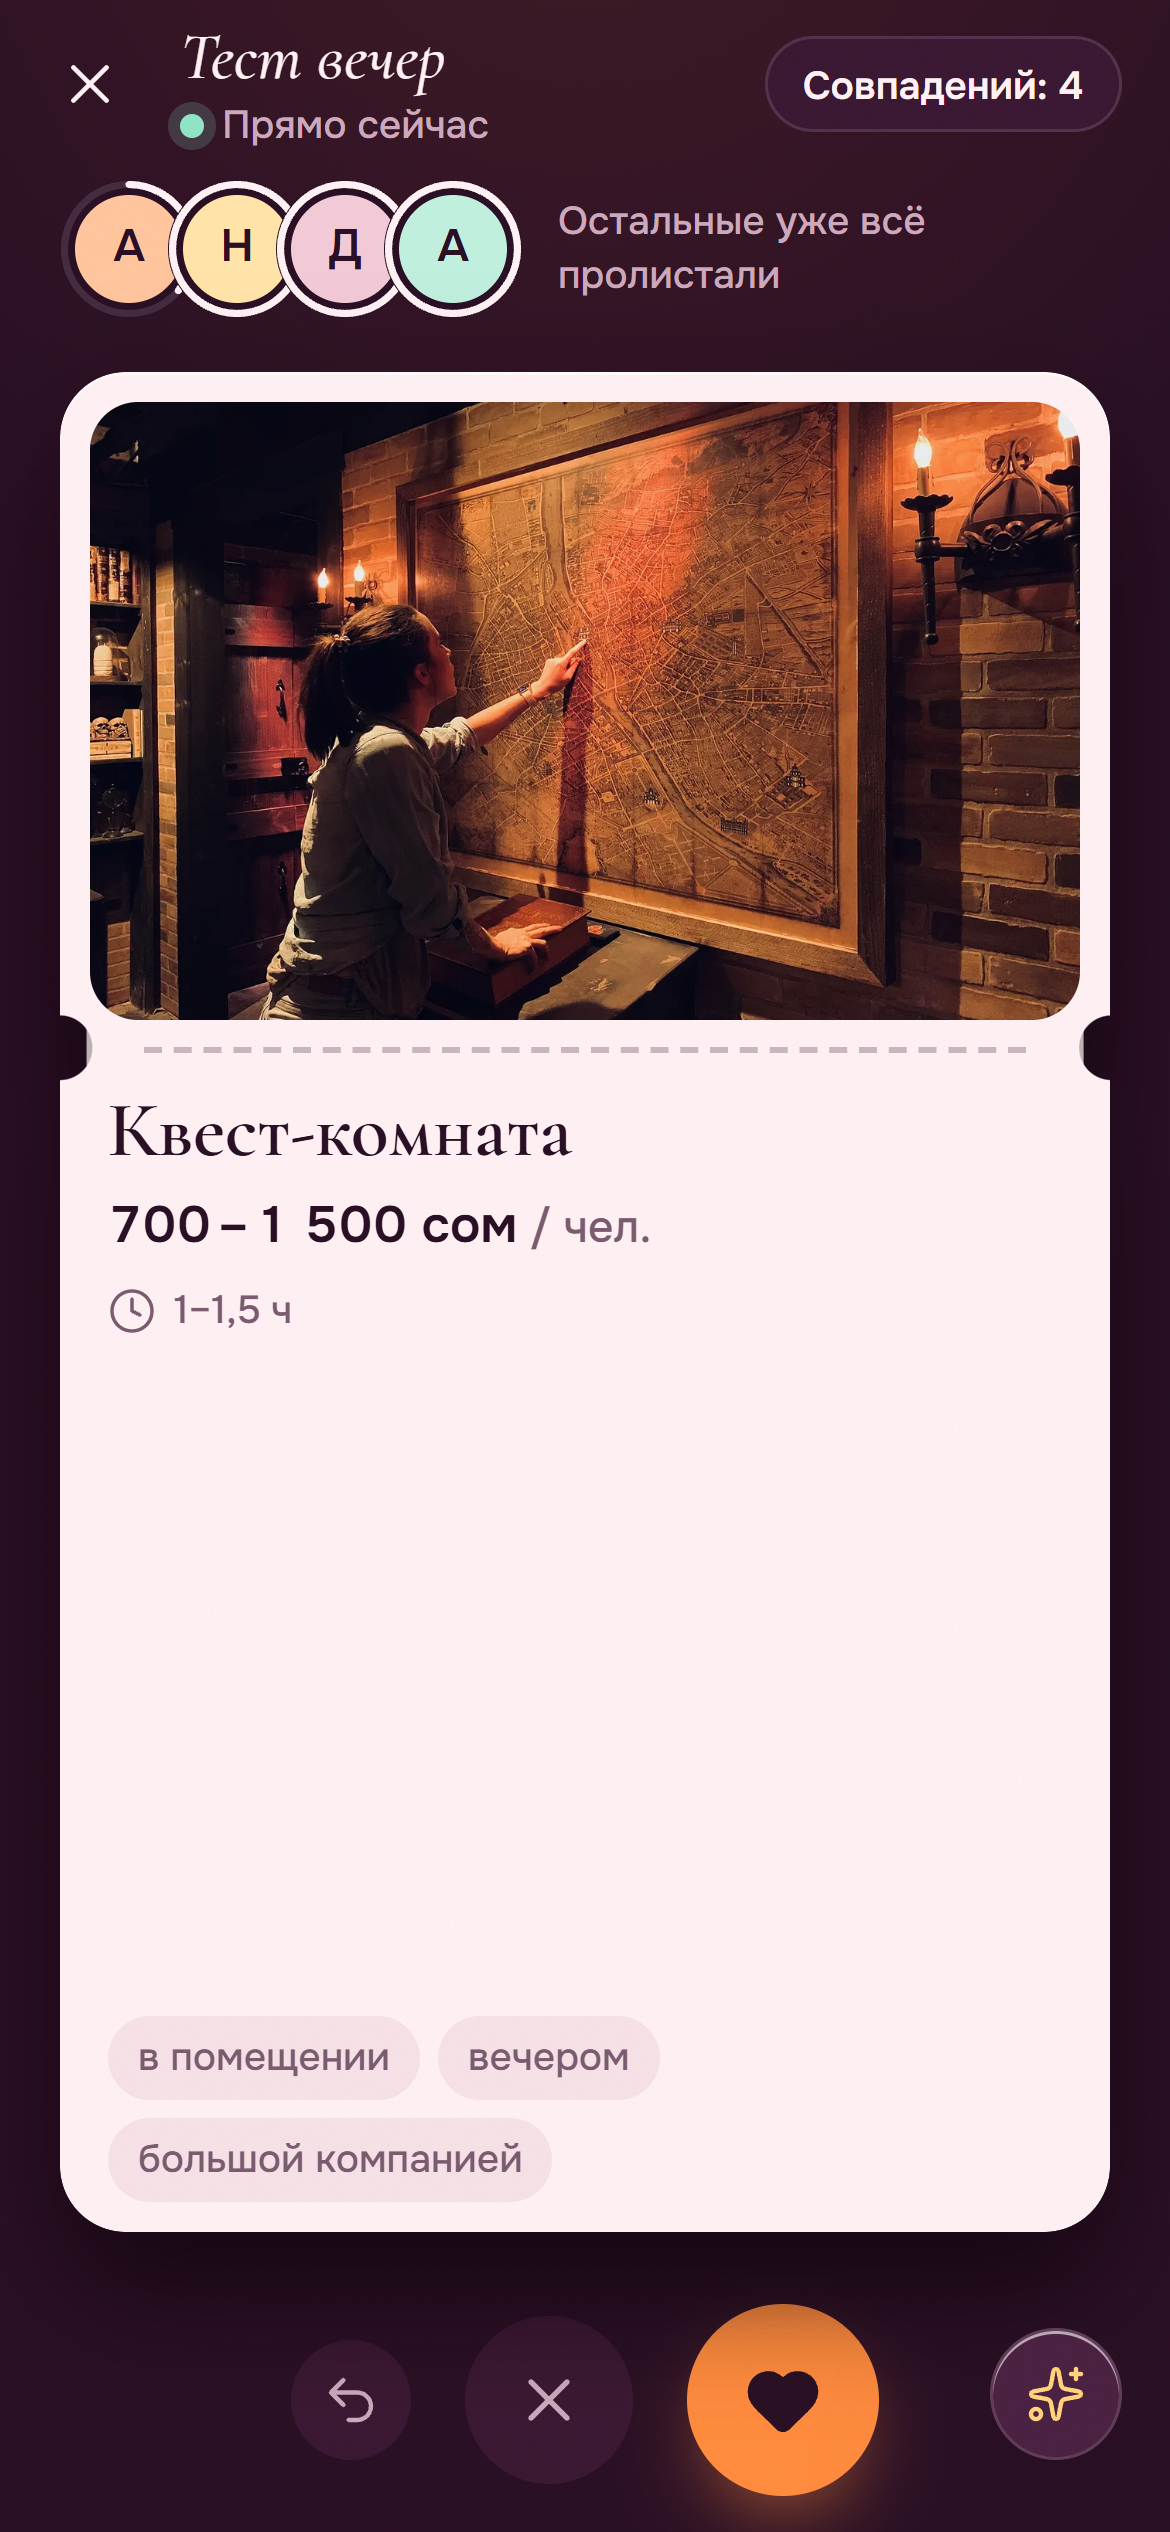 Тест вечер
Прямо сейчас
Совпадений: 4
А Н Д А
Остальные уже всё
пролистали
Квест-комната
700 – 1 500 сом / чел.
1–1,5 ч
в помещении вечером
большой компанией